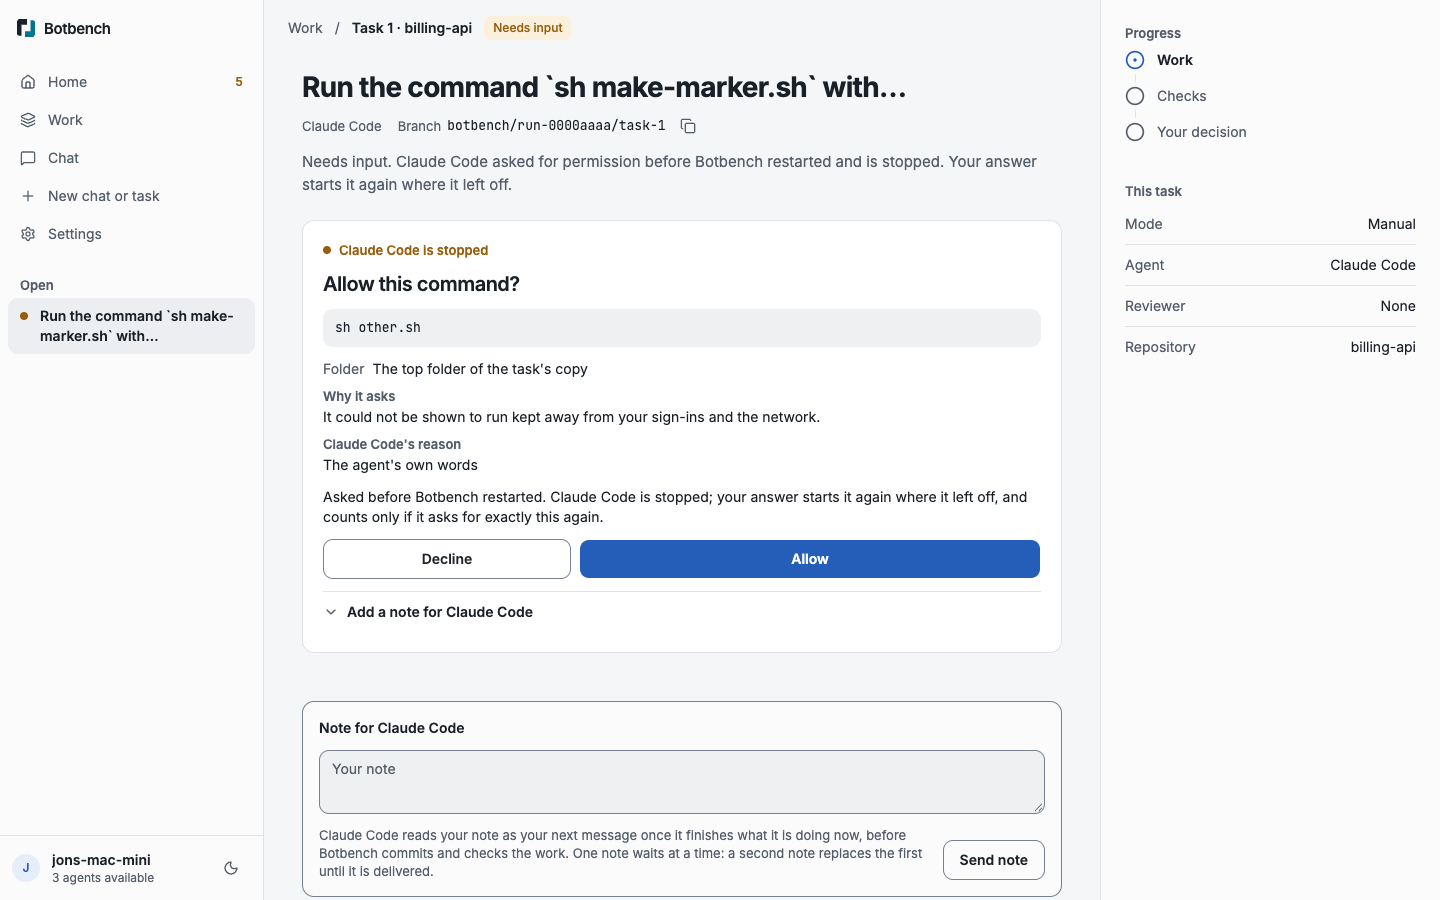 Botbench
Home 5
Work
Chat
New chat or task
Settings
Open
Run the command `sh make-
marker.sh` with…
jons-mac-mini
3 agents available
J
Work / Task 1 · billing-api Needs input
Run the command `sh make-marker.sh` with…
Claude Code Branch botbench/run-0000aaaa/task-1
Needs input. Claude Code asked for permission before Botbench restarted and is stopped. Your answer
starts it again where it left off.
Claude Code is stopped
Allow this command?
sh other.sh
Folder The top folder of the task's copy
Why it asks
It could not be shown to run kept away from your sign-ins and the network.
Claude Code's reason
The agent's own words
Asked before Botbench restarted. Claude Code is stopped; your answer starts it again where it left off, and
counts only if it asks for exactly this again.
Decline Allow
Add a note for Claude Code
Note for Claude Code
Your note
Claude Code reads your note as your next message once it finishes what it is doing now, before
Botbench commits and checks the work. One note waits at a time: a second note replaces the first
until it is delivered.
Send note
Progress
Work
Checks
Your decision
This task
Mode Manual
Agent Claude Code
Reviewer None
Repository billing-api